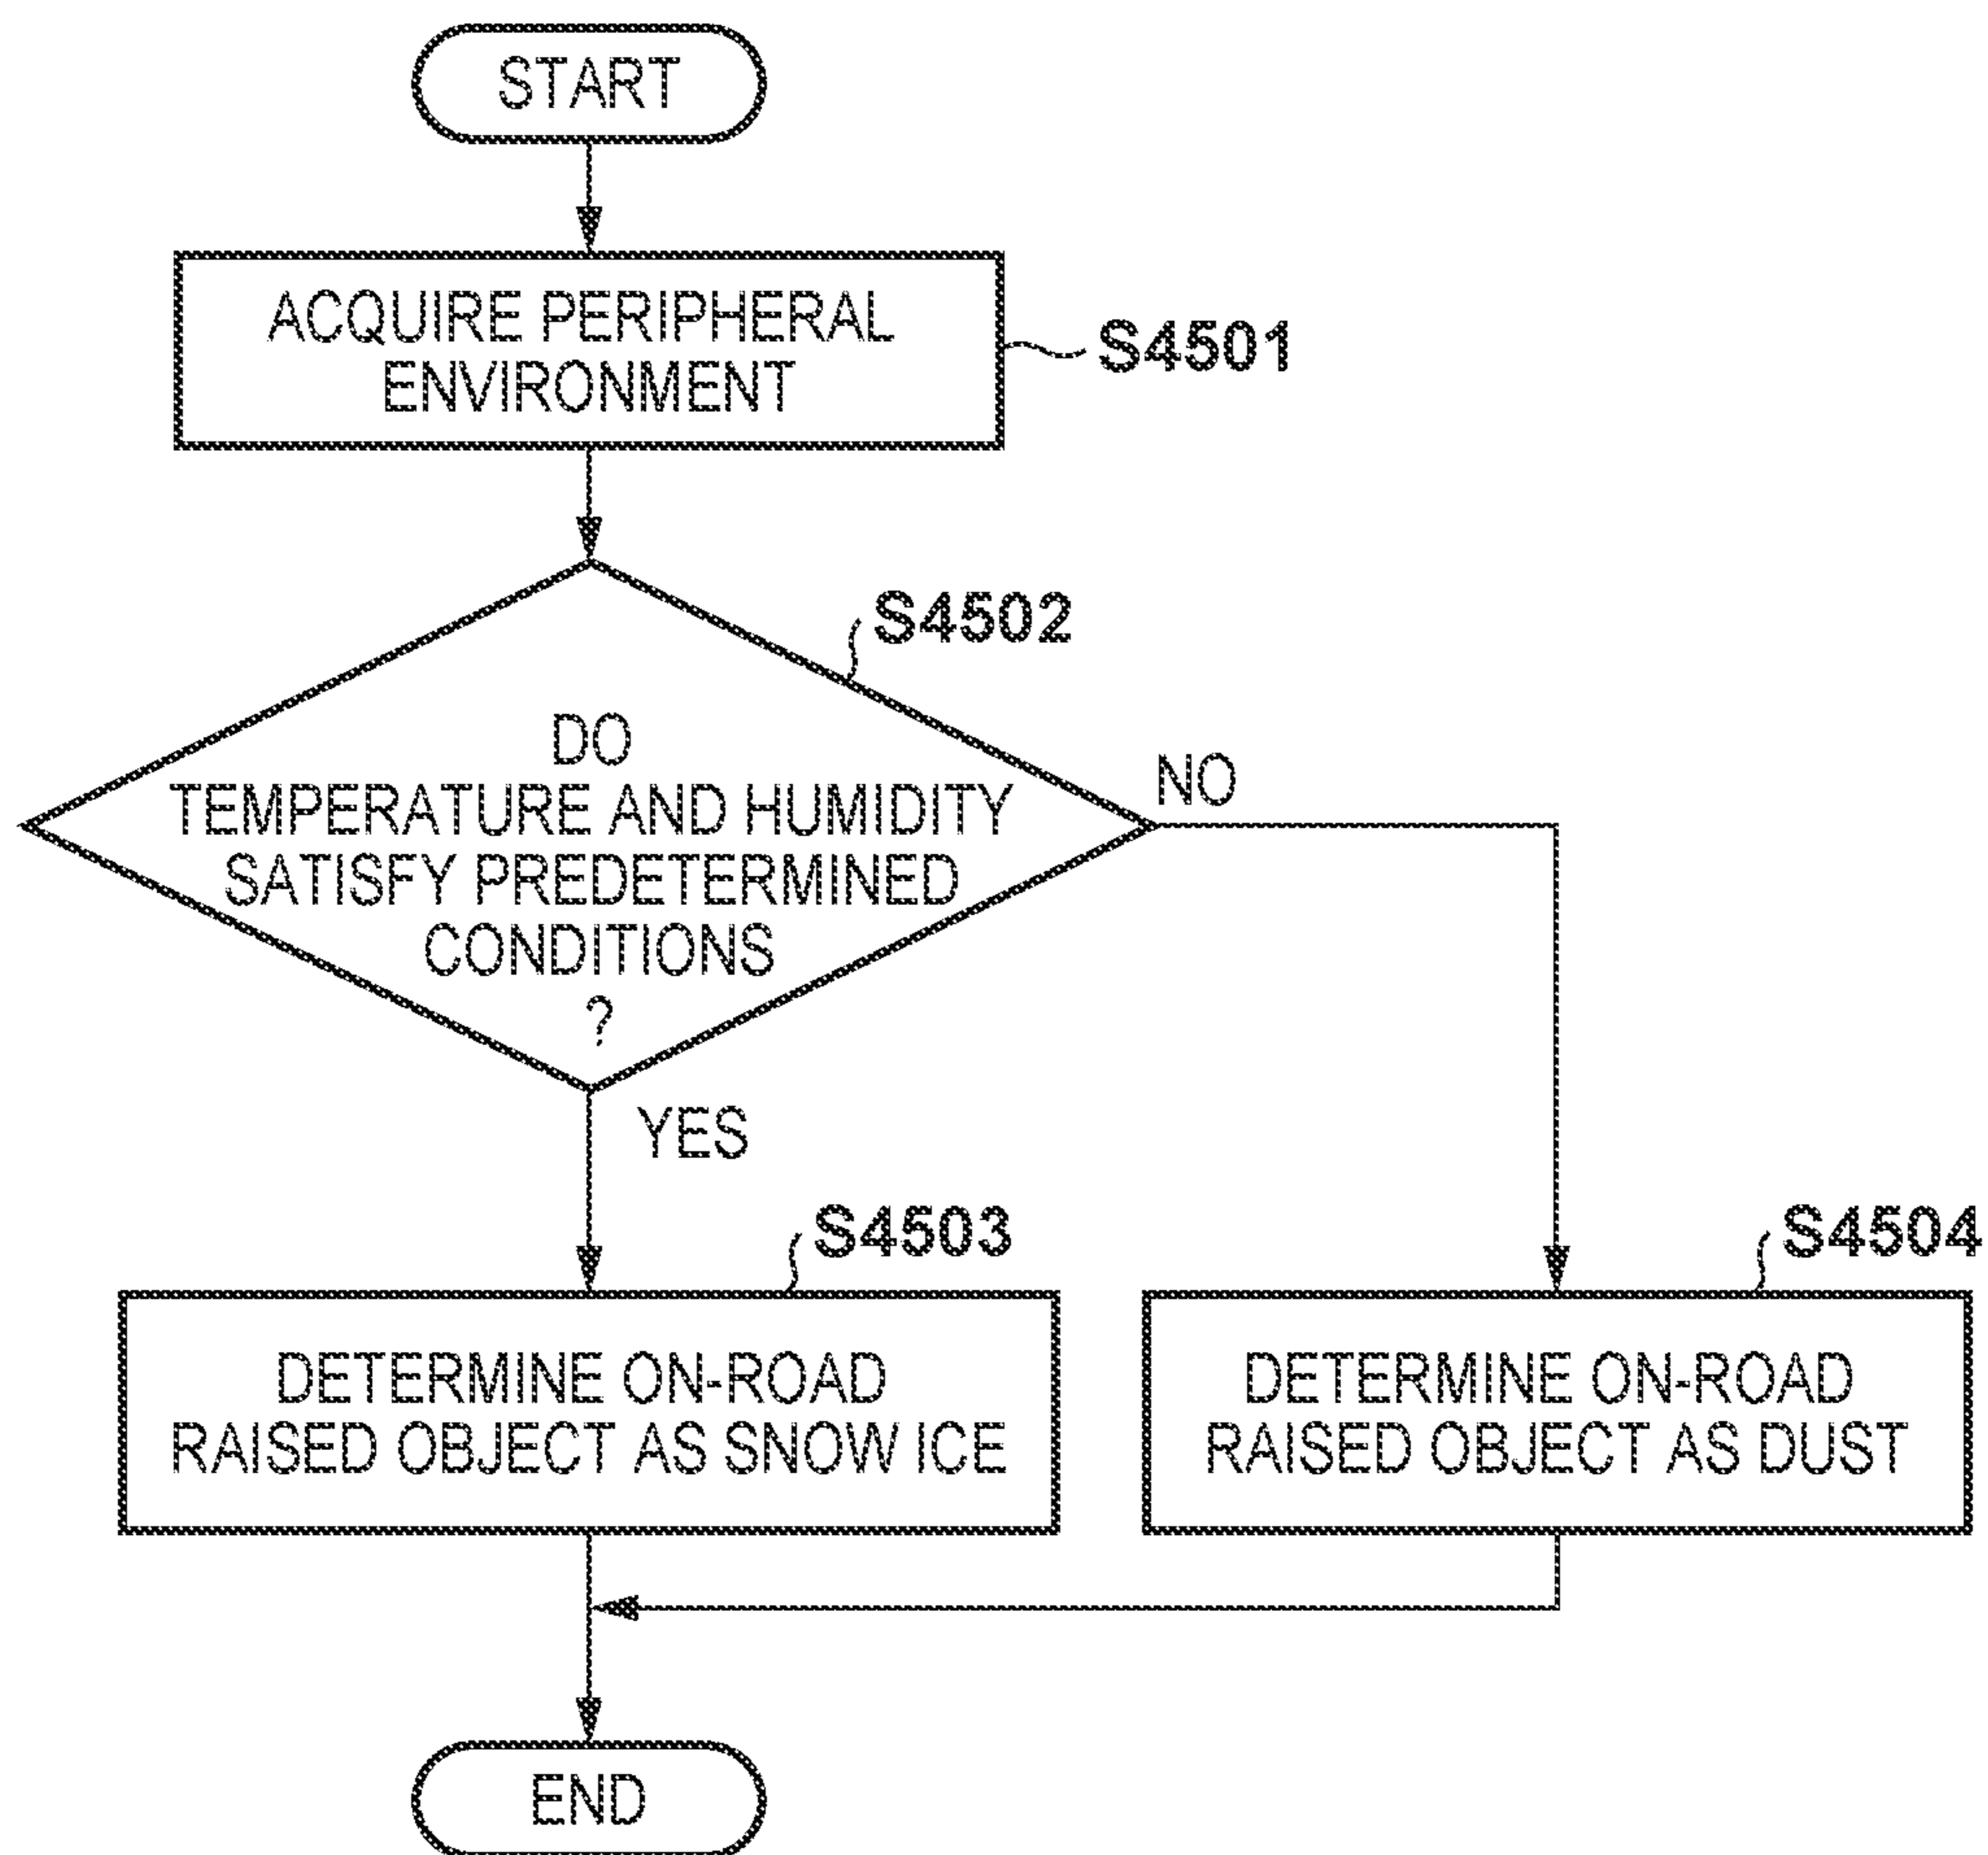 START
ACQUIRE PERIPHERAL
ENVIRONMENT
S4501
S4502
DO
TEMPERATURE AND HUMIDITY
SATISFY PREDETERMINED
CONDITIONS
?
NO
YES
S4503
DETERMINE ON-ROAD
RAISED OBJECT AS SNOW ICE
S4504
DETERMINE ON-ROAD
RAISED OBJECT AS DUST
END